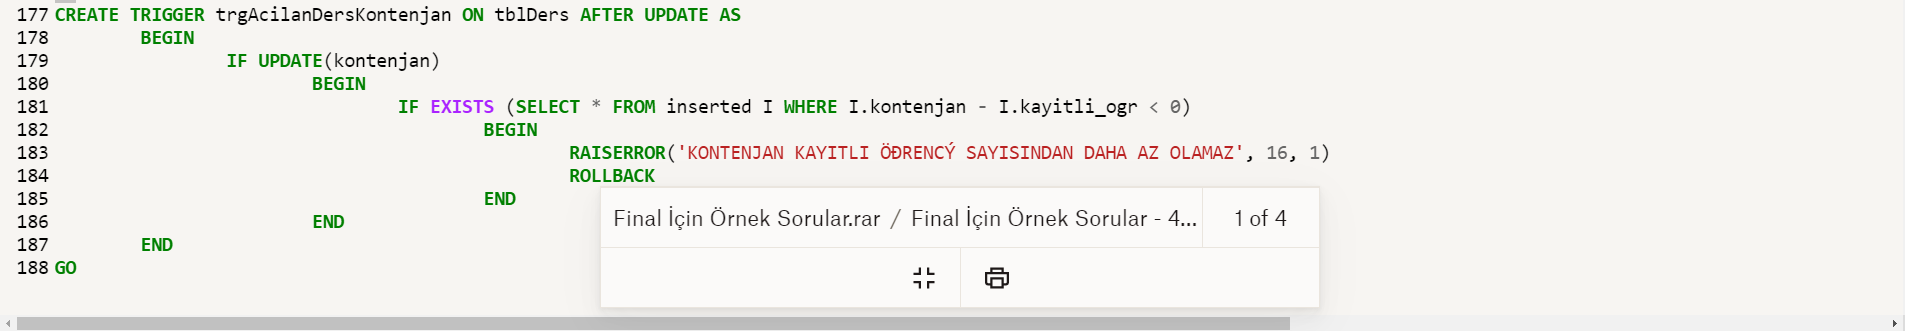 177 CREATE TRIGGER trgAcilanDersKontenjan ON tblDers AFTER UPDATE AS
178 BEGIN
179 IF UPDATE(kontenjan)
180 BEGIN
181 IF EXISTS (SELECT * FROM inserted I WHERE I.kontenjan - I.kayitli_ogr < 0)
182 BEGIN
183 RAISERROR('KONTENJAN KAYITLI ÖÐRENCÝ SAYISINDAN DAHA AZ OLAMAZ', 16, 1)
184 ROLLBACK
185 END
186 END
187 END
188 GO
Final İçin Örnek Sorular.rar / Final İçin Örnek Sorular - 4... 1 of 4